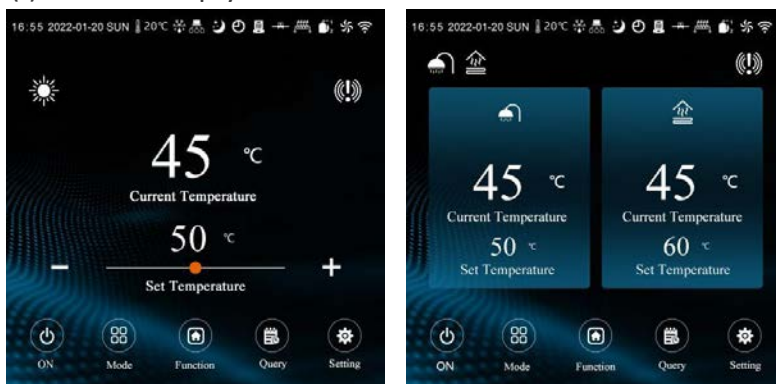 16:55 2022-01-20 SUN 20℃
45 ℃
Current Temperature
50 ℃
− +
Set Temperature
ON Mode Function Query Setting
16:55 2022-01-20 SUN 20℃
45 ℃ 45 ℃
Current Temperature Current Temperature
50 ℃ 60 ℃
Set Temperature Set Temperature
ON Mode Function Query Setting